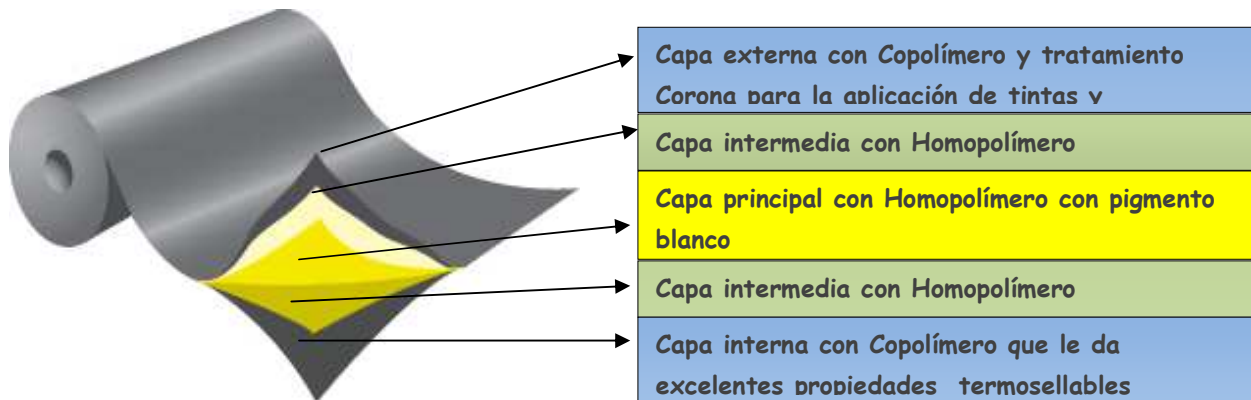 Capa externa con Copolímero y tratamiento
Corona para la aplicación de tintas y
Capa intermedia con Homopolímero
Capa principal con Homopolímero con pigmento
blanco
Capa intermedia con Homopolímero
Capa interna con Copolímero que le da
excelentes propiedades termosellables